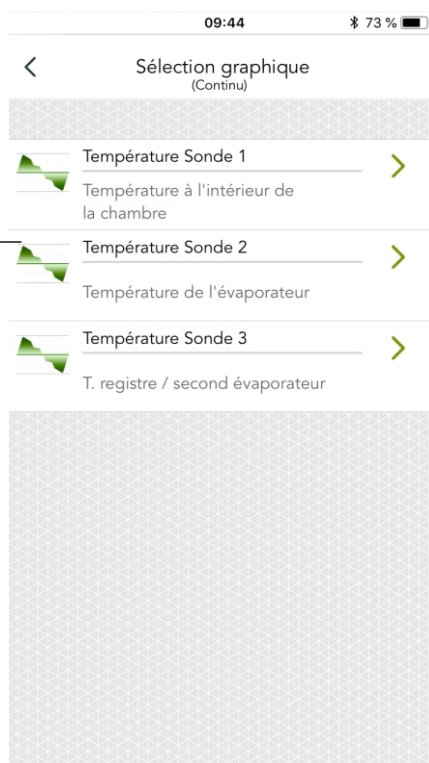 09:44
73 %
Sélection graphique
(Continu)
Température Sonde 1
Température à l'intérieur de
la chambre
Température Sonde 2
Température de l'évaporateur
Température Sonde 3
T. registre / second évaporateur